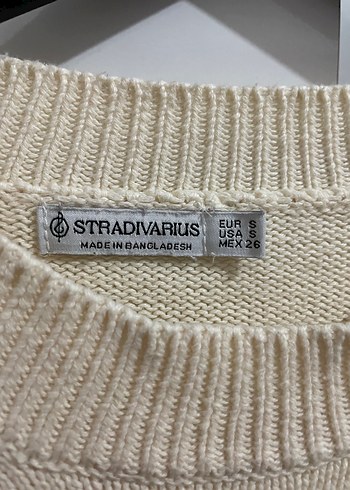 STRADIVARIUS
MADE IN BANGLADESH
EUR S
USA S
MEX 26